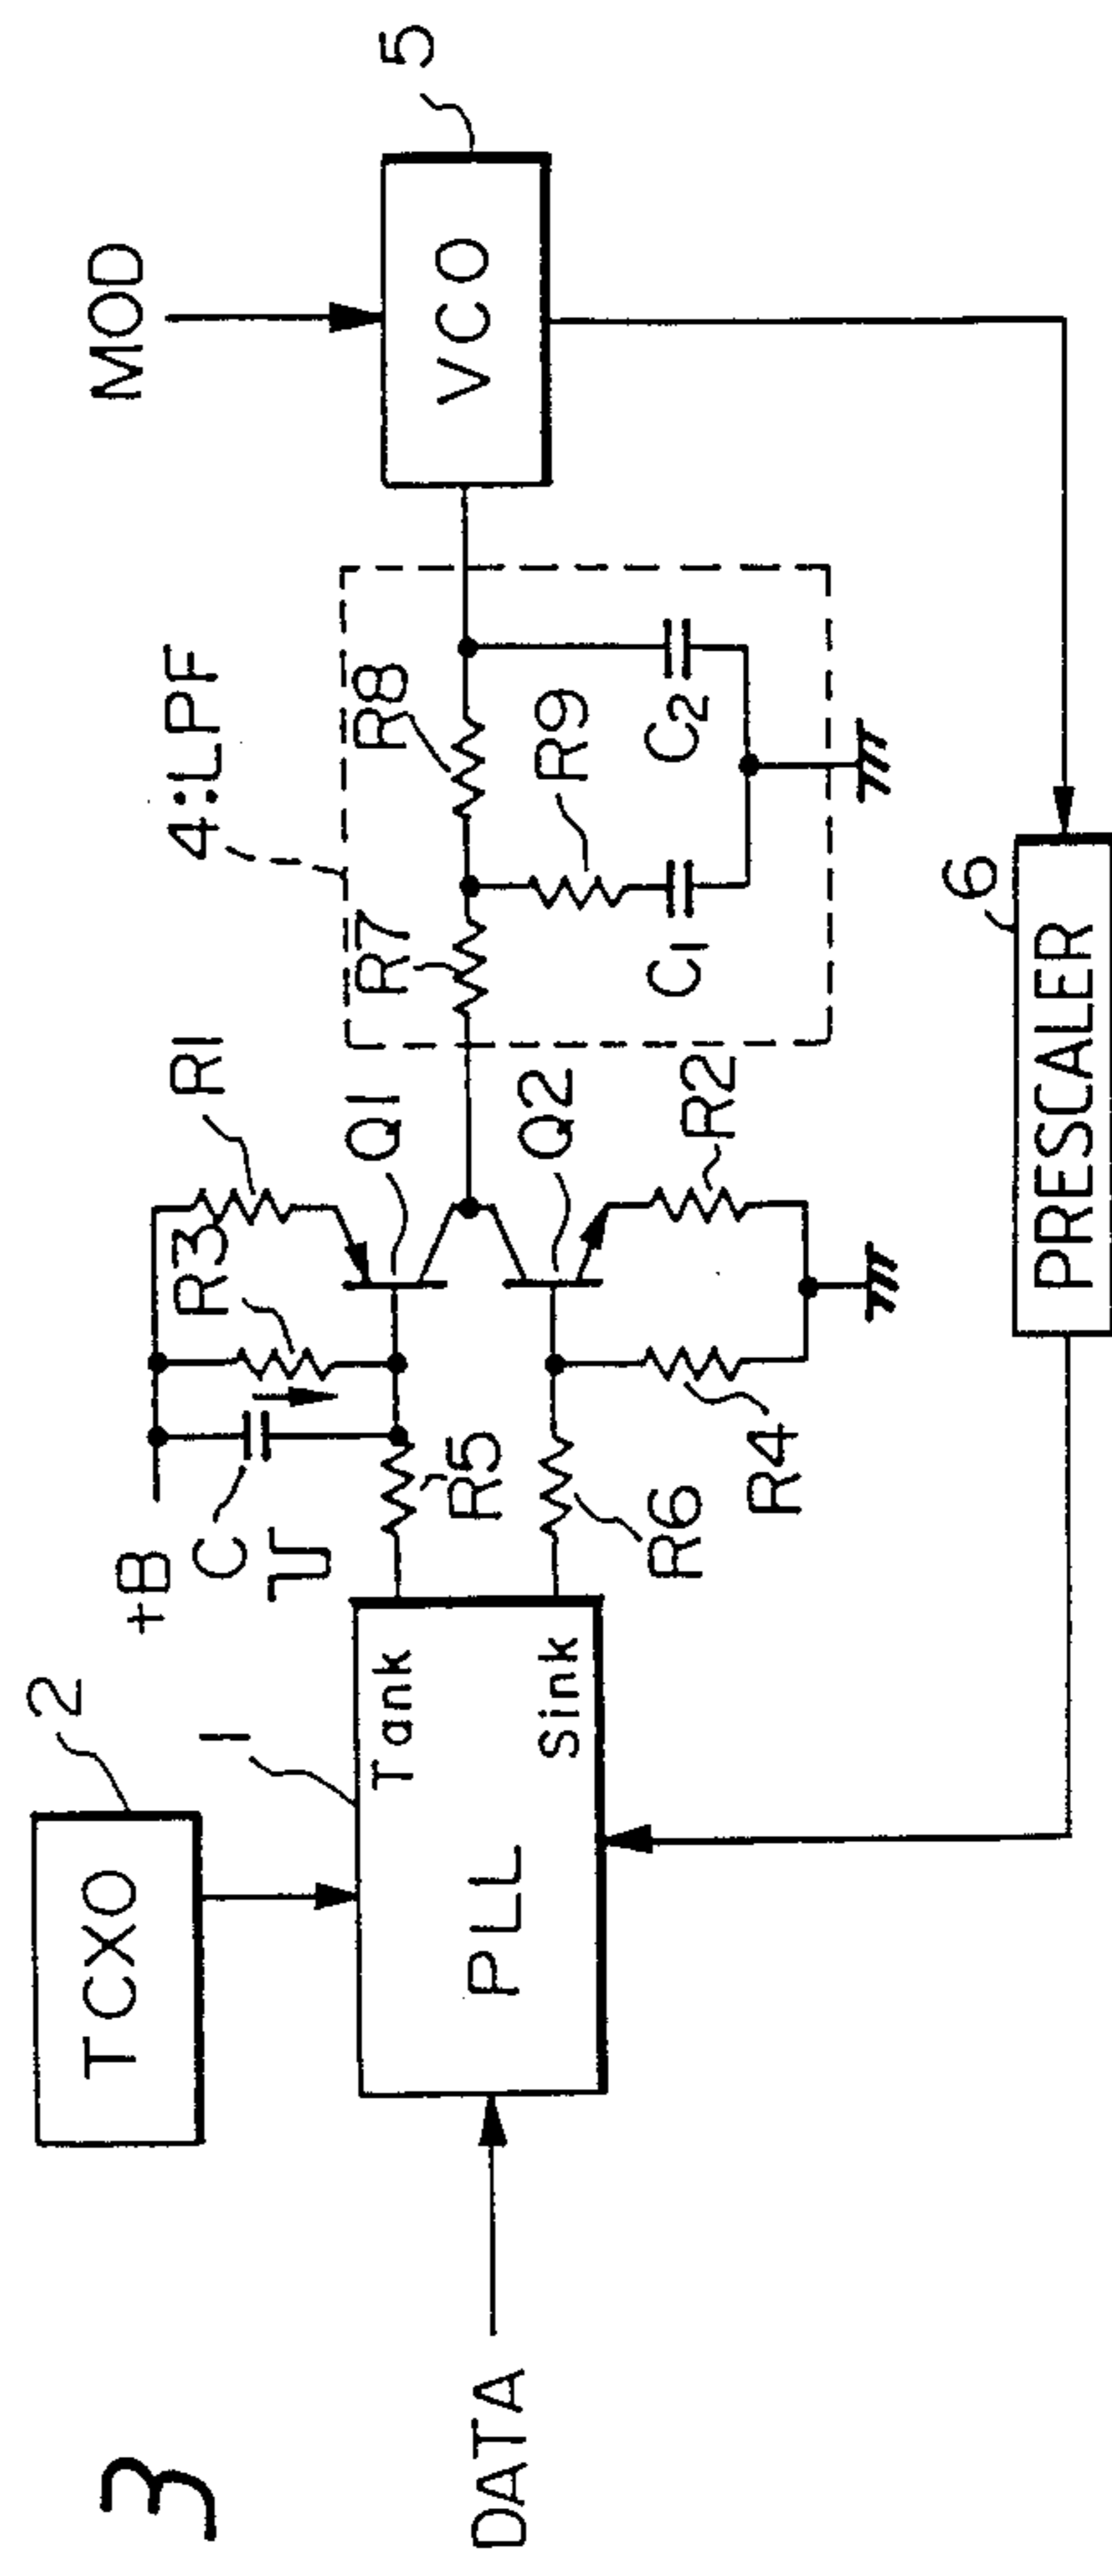 3
DATA
TCXO
2
1
PLL
Tank
Sink
+B
C
R3
R1
R5
R6
R4
Q1
Q2
R2
4:LPF
R7
R8
R9
C1
C2
MOD
VCO
5
6
PRESCALER